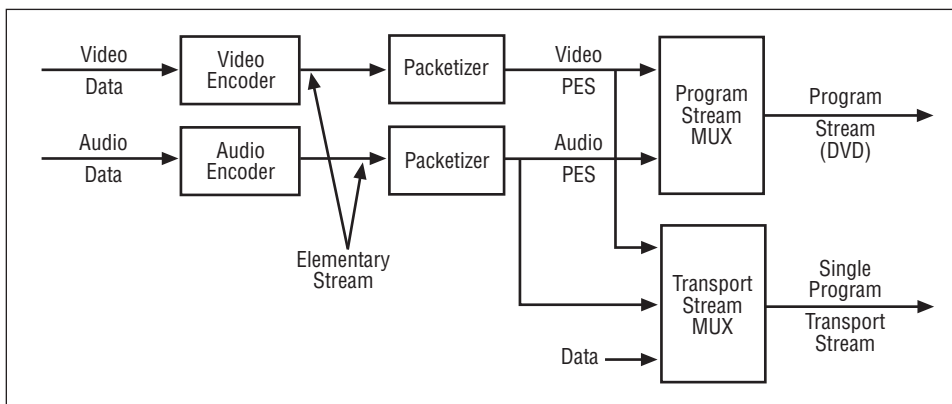 Video
Data
Video
Encoder
Packetizer
Video
PES
Program
Stream
MUX
Program
Stream
(DVD)
Audio
Data
Audio
Encoder
Packetizer
Audio
PES
Elementary
Stream
Transport
Stream
MUX
Single
Program
Transport
Stream
Data